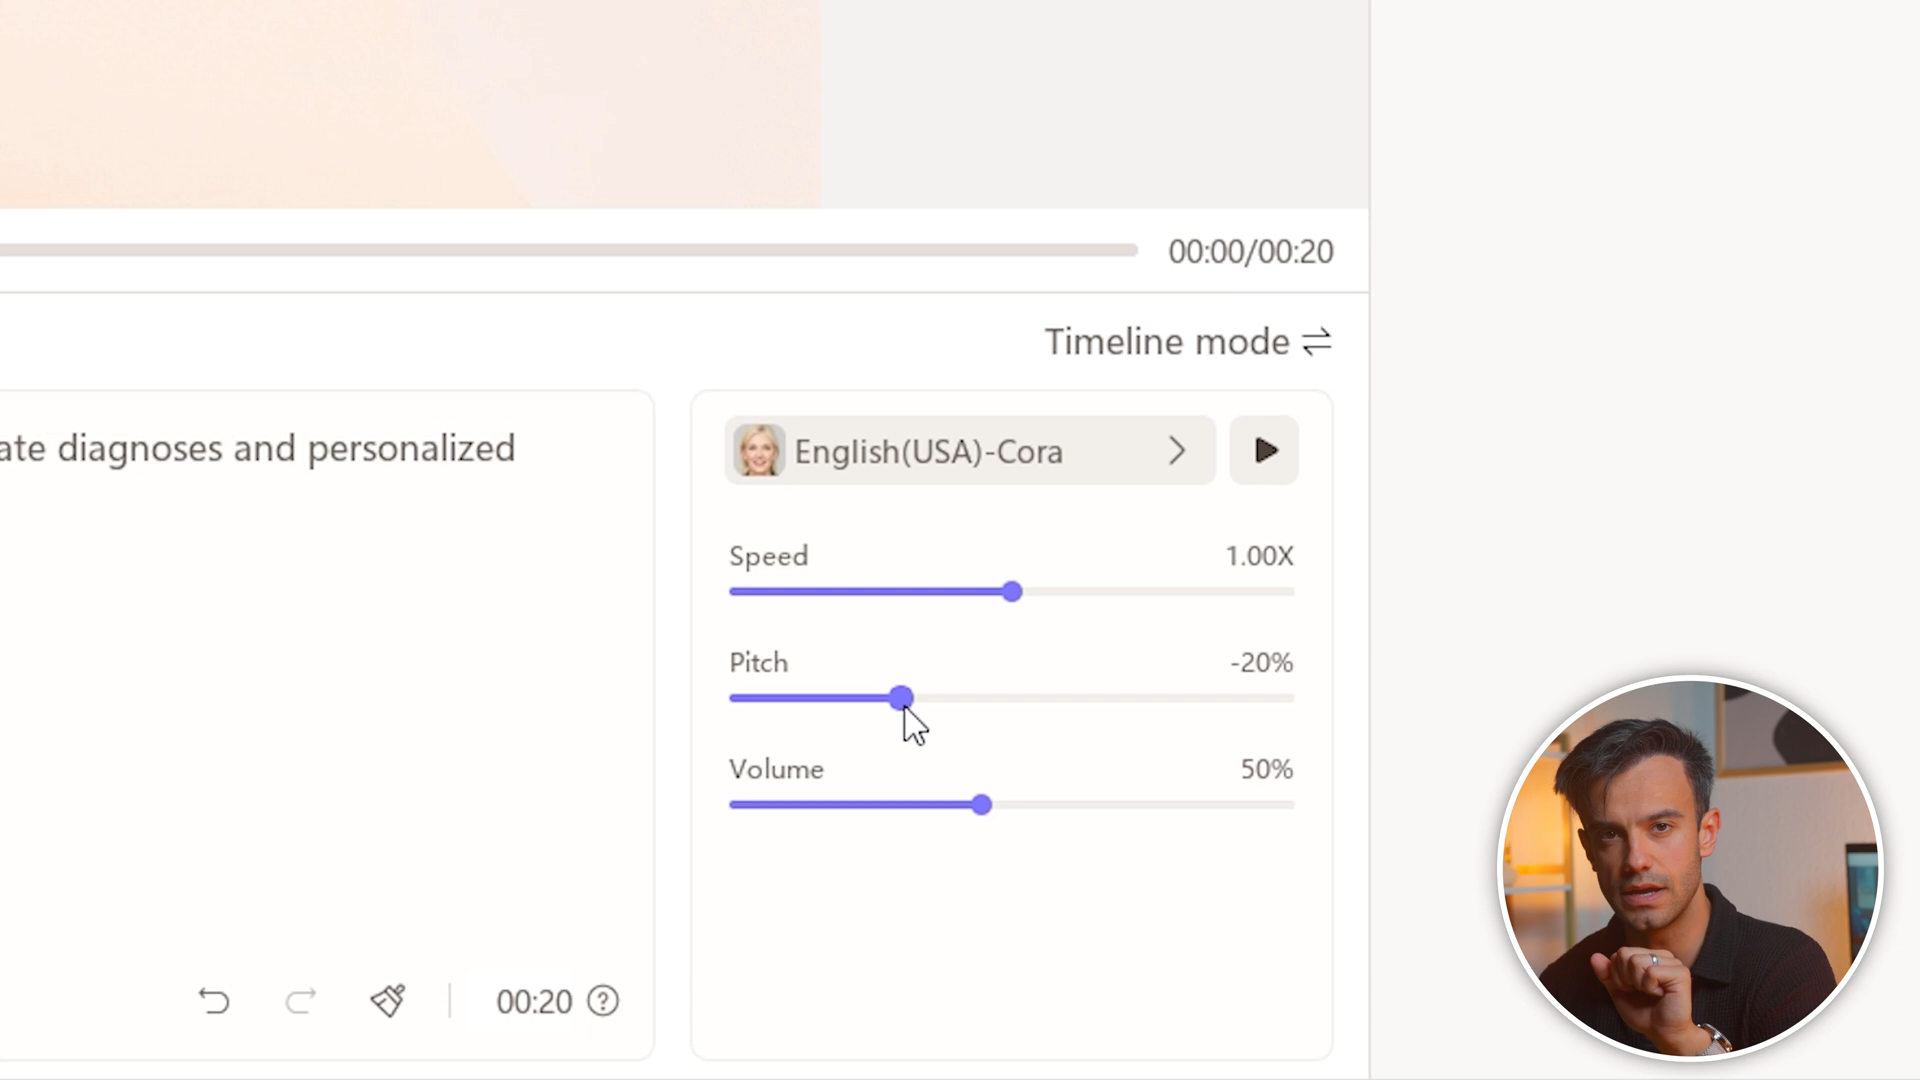 00:00/00:20
Timeline mode
ate diagnoses and personalized
English(USA)-Cora
Speed 1.00X
Pitch -20%
Volume 50%
00:20